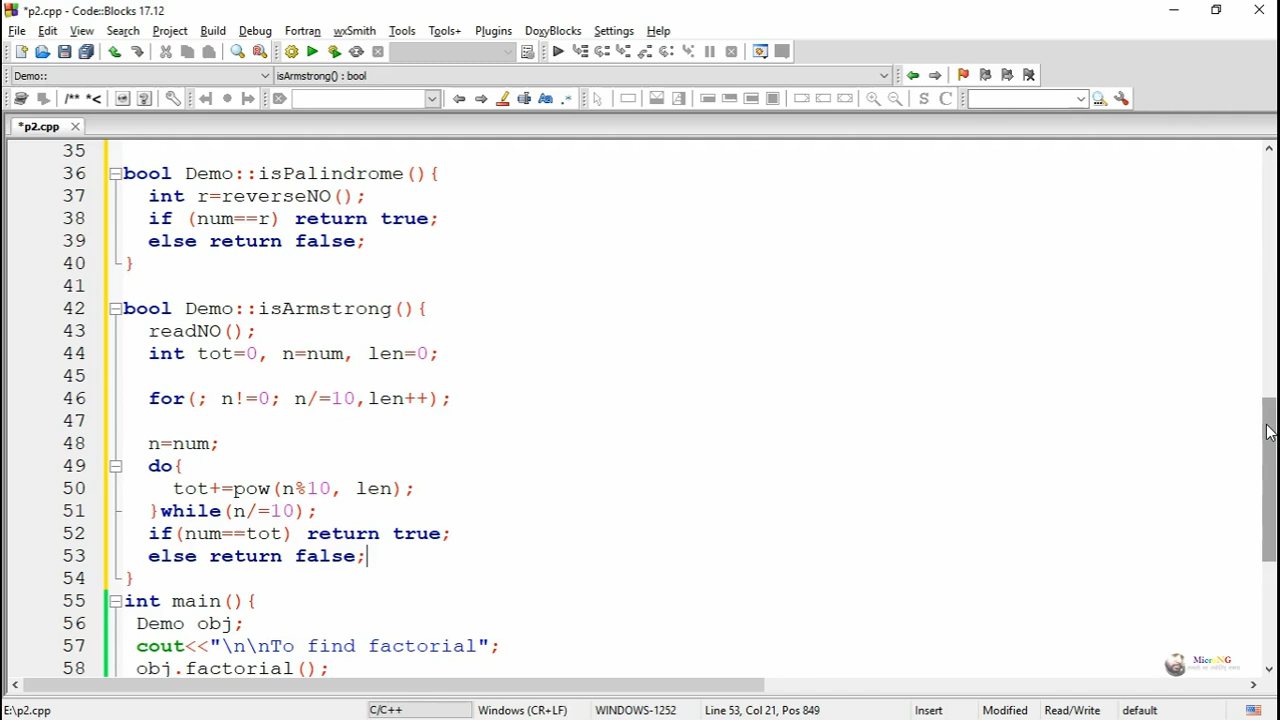 *p2.cpp - Code::Blocks 17.12
File Edit View Search Project Build Debug Fortran wxSmith Tools Tools+ Plugins DoxyBlocks Settings Help
Demo:: isArmstrong() : bool
/** *<
S C
*p2.cpp
35
36 bool Demo::isPalindrome(){
37 int r=reverseNO();
38 if (num==r) return true;
39 else return false;
40 }
41
42 bool Demo::isArmstrong(){
43 readNO();
44 int tot=0, n=num, len=0;
45
46 for(; n!=0; n/=10,len++);
47
48 n=num;
49 do{
50 tot+=pow(n%10, len);
51 }while(n/=10);
52 if(num==tot) return true;
53 else return false;
54 }
55 int main(){
56 Demo obj;
57 cout<<"\n\nTo find factorial";
58 obj.factorial();
MicroNG
E:\p2.cpp C/C++ Windows (CR+LF) WINDOWS-1252 Line 53, Col 21, Pos 849 Insert Modified Read/Write default